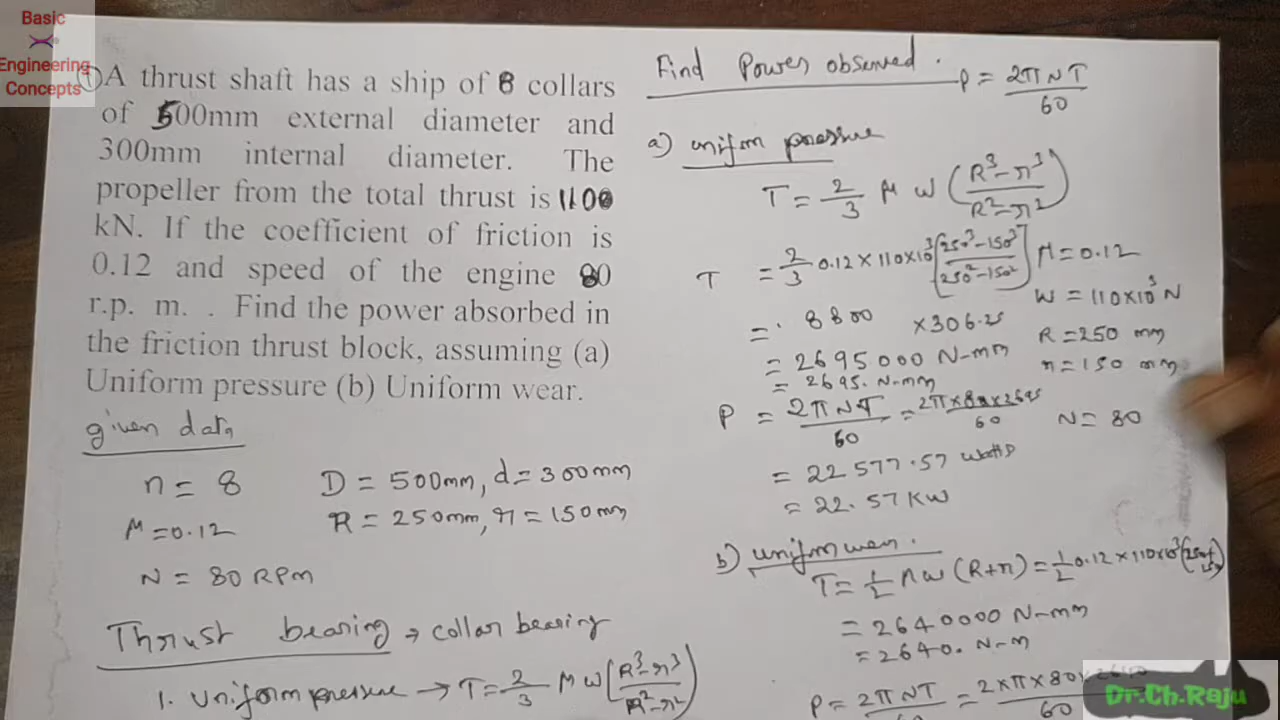 Basic
Engineering
Concepts
① A thrust shaft has a ship of 8 collars
of 500mm external diameter and
300mm internal diameter. The
propeller from the total thrust is 1100
kN. If the coefficient of friction is
0.12 and speed of the engine 80
r.p. m. . Find the power absorbed in
the friction thrust block, assuming (a)
Uniform pressure (b) Uniform wear.
given data
n = 8 D = 500mm, d = 300mm
μ = 0.12 R = 250mm, r = 150mm
N = 80 RPm
Thrust bearing → collar bearing
1. Uniform pressure → T = 2/3 μ W (R³-r³/R²-r²)
Find Power observed.
P = 2πNT/60
a) uniform pressure
T = 2/3 μ W (R³-r³/R²-r²)
T = 2/3 0.12 × 110×10³ [250³-150³/250²-150²] μ = 0.12
W = 110×10³ N
= 8800 × 306.25 R = 250 mm
= 2695000 N-mm r = 150 mm
= 2695. N-mm
P = 2πNT/60 = 2π×80×2695/60 N = 80
= 22577.57 watts
= 22.57 KW
b) uniform wear.
T = 1/2 μ W (R+r) = 1/2 0.12 × 110×10³
= 2640000 N-mm
= 2640. N-m
P = 2πNT = 2×π×80×2640/60
Dr.Ch.Raju